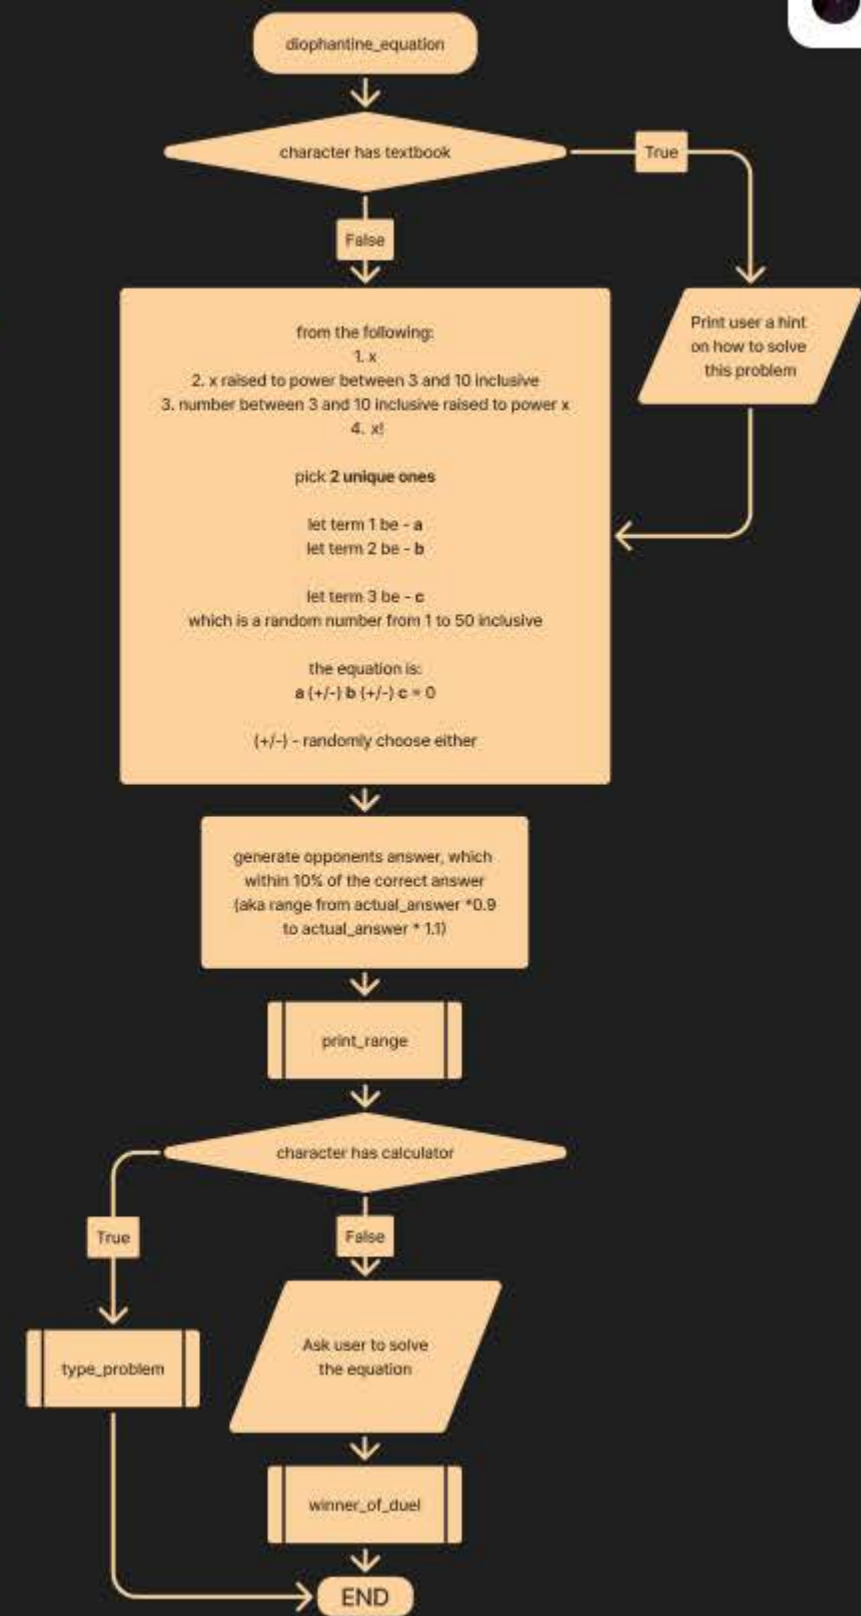 diophantine_equation
character has textbook
True
False
Print user a hint
on how to solve
this problem
from the following:
1. x
2. x raised to power between 3 and 10 inclusive
3. number between 3 and 10 inclusive raised to power x
4. x!
pick 2 unique ones
let term 1 be - a
let term 2 be - b
let term 3 be - c
which is a random number from 1 to 50 inclusive
the equation is:
a (+/-) b (+/-) c = 0
(+/-) - randomly choose either
generate opponents answer, which
within 10% of the correct answer
(aka range from actual_answer *0.9
to actual_answer * 1.1)
print_range
character has calculator
True
False
type_problem
Ask user to solve
the equation
winner_of_duel
END